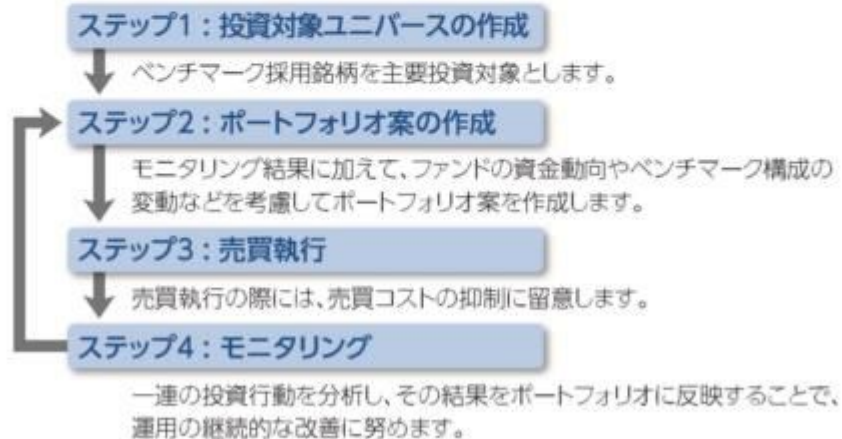 ステップ1：投資対象ユニバースの作成
ベンチマーク採用銘柄を主要投資対象とします。
ステップ2：ポートフォリオ案の作成
モニタリング結果に加えて、ファンドの資金動向やベンチマーク構成の
変動などを考慮してポートフォリオ案を作成します。
ステップ3：売買執行
売買執行の際には、売買コストの抑制に留意します。
ステップ4：モニタリング
一連の投資行動を分析し、その結果をポートフォリオに反映することで、
運用の継続的な改善に努めます。